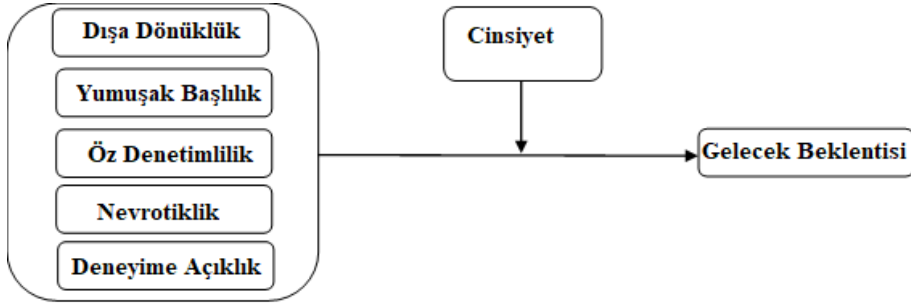 Dışa Dönüklük
Cinsiyet
Yumuşak Başlılık
Öz Denetimlilik
Gelecek Beklentisi
Nevrotiklik
Deneyime Açıklık